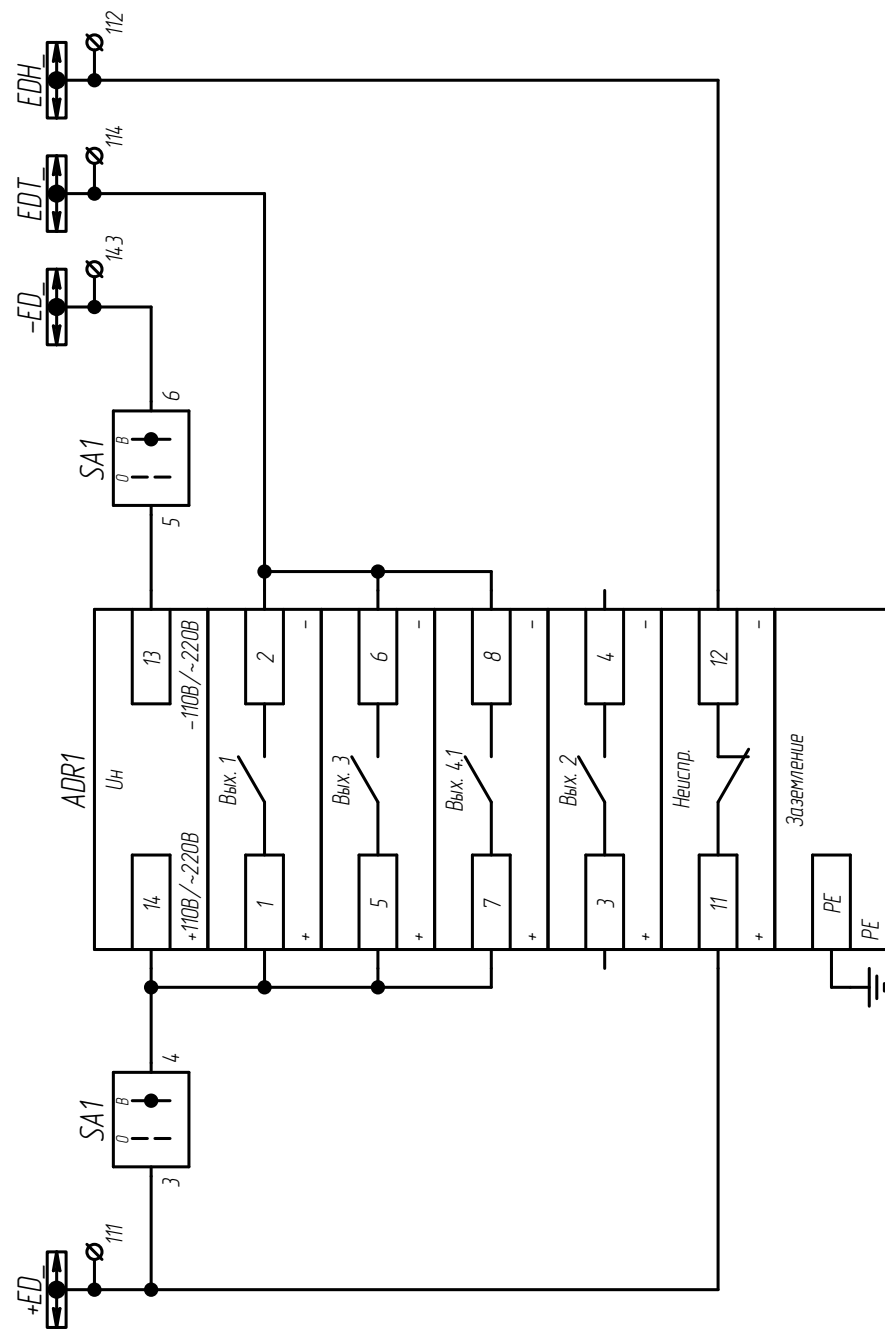 +ED_
111
SA1
О
В
3
4
-ED_
143
SA1
О
В
5
6
EDT_
114
EDH_
112
ADR1
Uн
14
13
+110В/~220В
-110В/~220В
Вых. 1
1
2
+
-
Вых. 3
5
6
+
-
Вых. 4.1
7
8
+
-
Вых. 2
3
4
+
-
Неиспр.
11
12
+
-
Заземление
PE
PE